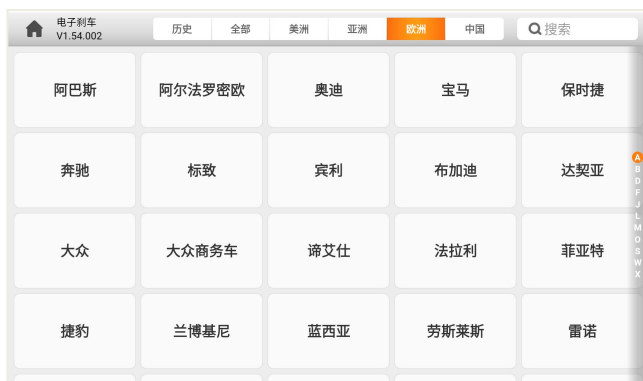 电子刹车
V1.54.002
历史 全部 美洲 亚洲 欧洲 中国 搜索
阿巴斯 阿尔法罗密欧 奥迪 宝马 保时捷
奔驰 标致 宾利 布加迪 达契亚
大众 大众商务车 谛艾仕 法拉利 菲亚特
捷豹 兰博基尼 蓝西亚 劳斯莱斯 雷诺
A
B
D
F
J
L
M
O
S
W
X